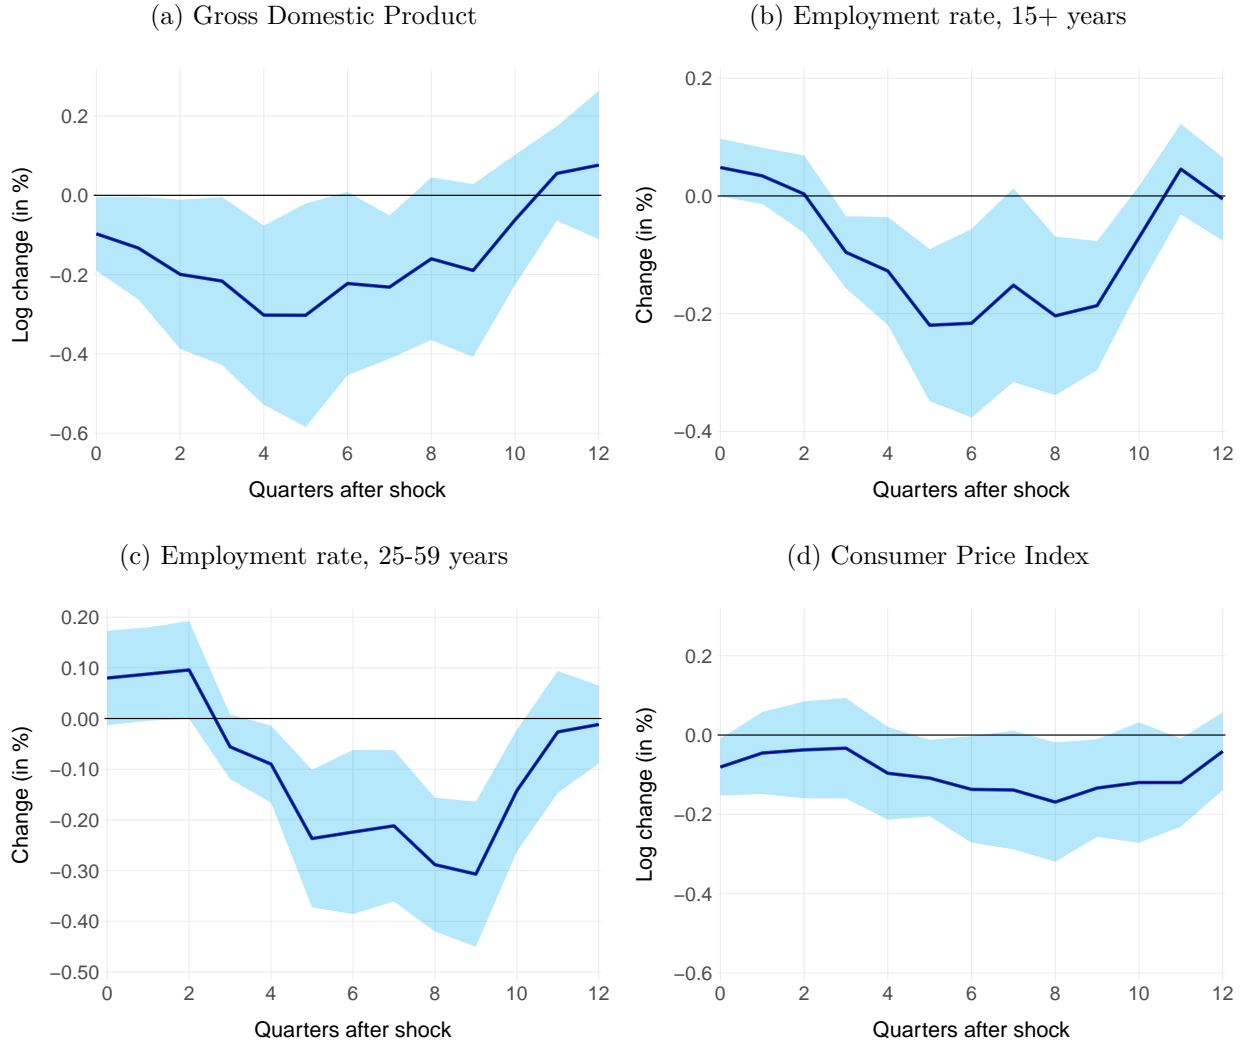 (a) Gross Domestic Product
Log change (in %)
0.2
0.0
−0.2
−0.4
−0.6
0 2 4 6 8 10 12
Quarters after shock
(b) Employment rate, 15+ years
Change (in %)
0.2
0.0
−0.2
−0.4
0 2 4 6 8 10 12
Quarters after shock
(c) Employment rate, 25-59 years
Change (in %)
0.20
0.10
0.00
−0.10
−0.20
−0.30
−0.40
−0.50
0 2 4 6 8 10 12
Quarters after shock
(d) Consumer Price Index
Log change (in %)
0.2
0.0
−0.2
−0.4
−0.6
0 2 4 6 8 10 12
Quarters after shock